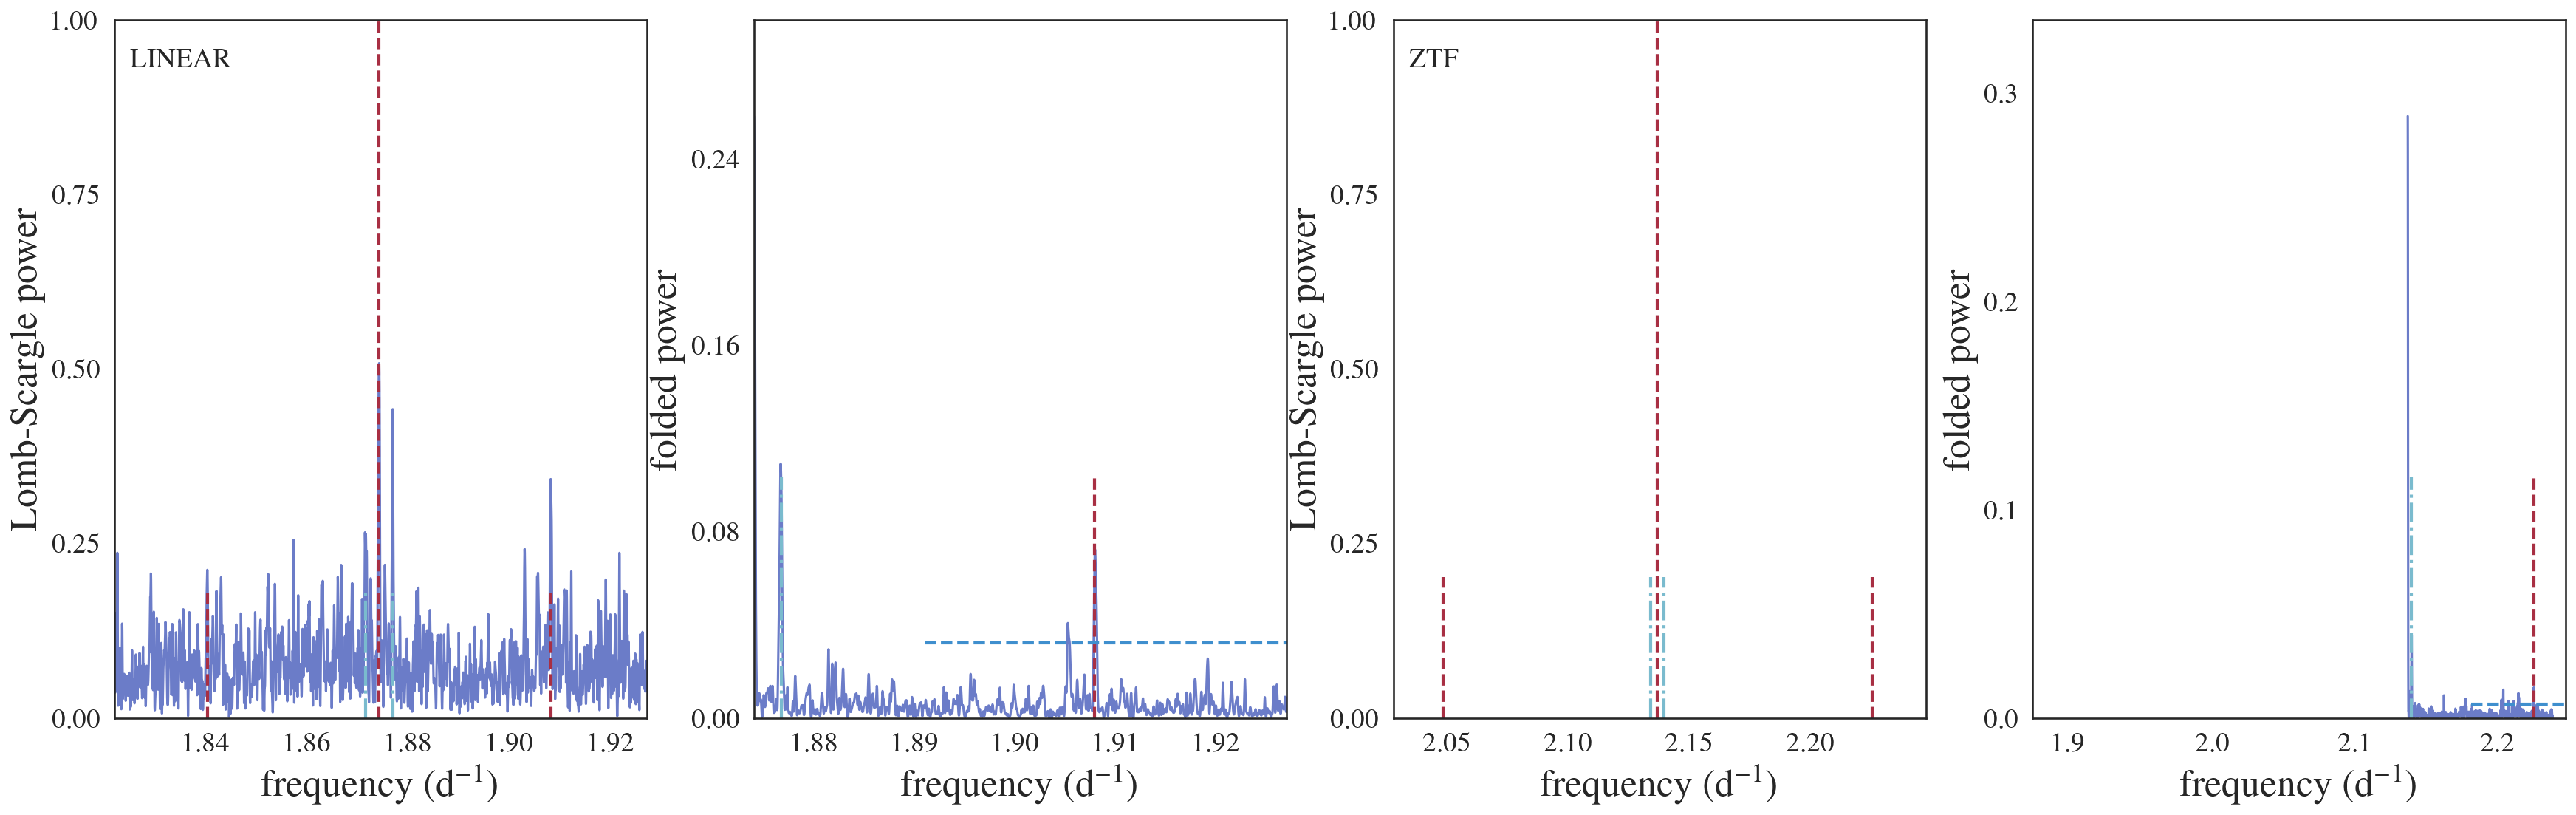 LINEAR
Lomb-Scargle power
1.00
0.75
0.50
0.25
0.00
1.84 1.86 1.88 1.90 1.92
frequency (d⁻¹)
folded power
0.24
0.16
0.08
0.00
1.88 1.89 1.90 1.91 1.92
frequency (d⁻¹)
ZTF
Lomb-Scargle power
1.00
0.75
0.50
0.25
0.00
2.05 2.10 2.15 2.20
frequency (d⁻¹)
folded power
0.3
0.2
0.1
0.0
1.9 2.0 2.1 2.2
frequency (d⁻¹)